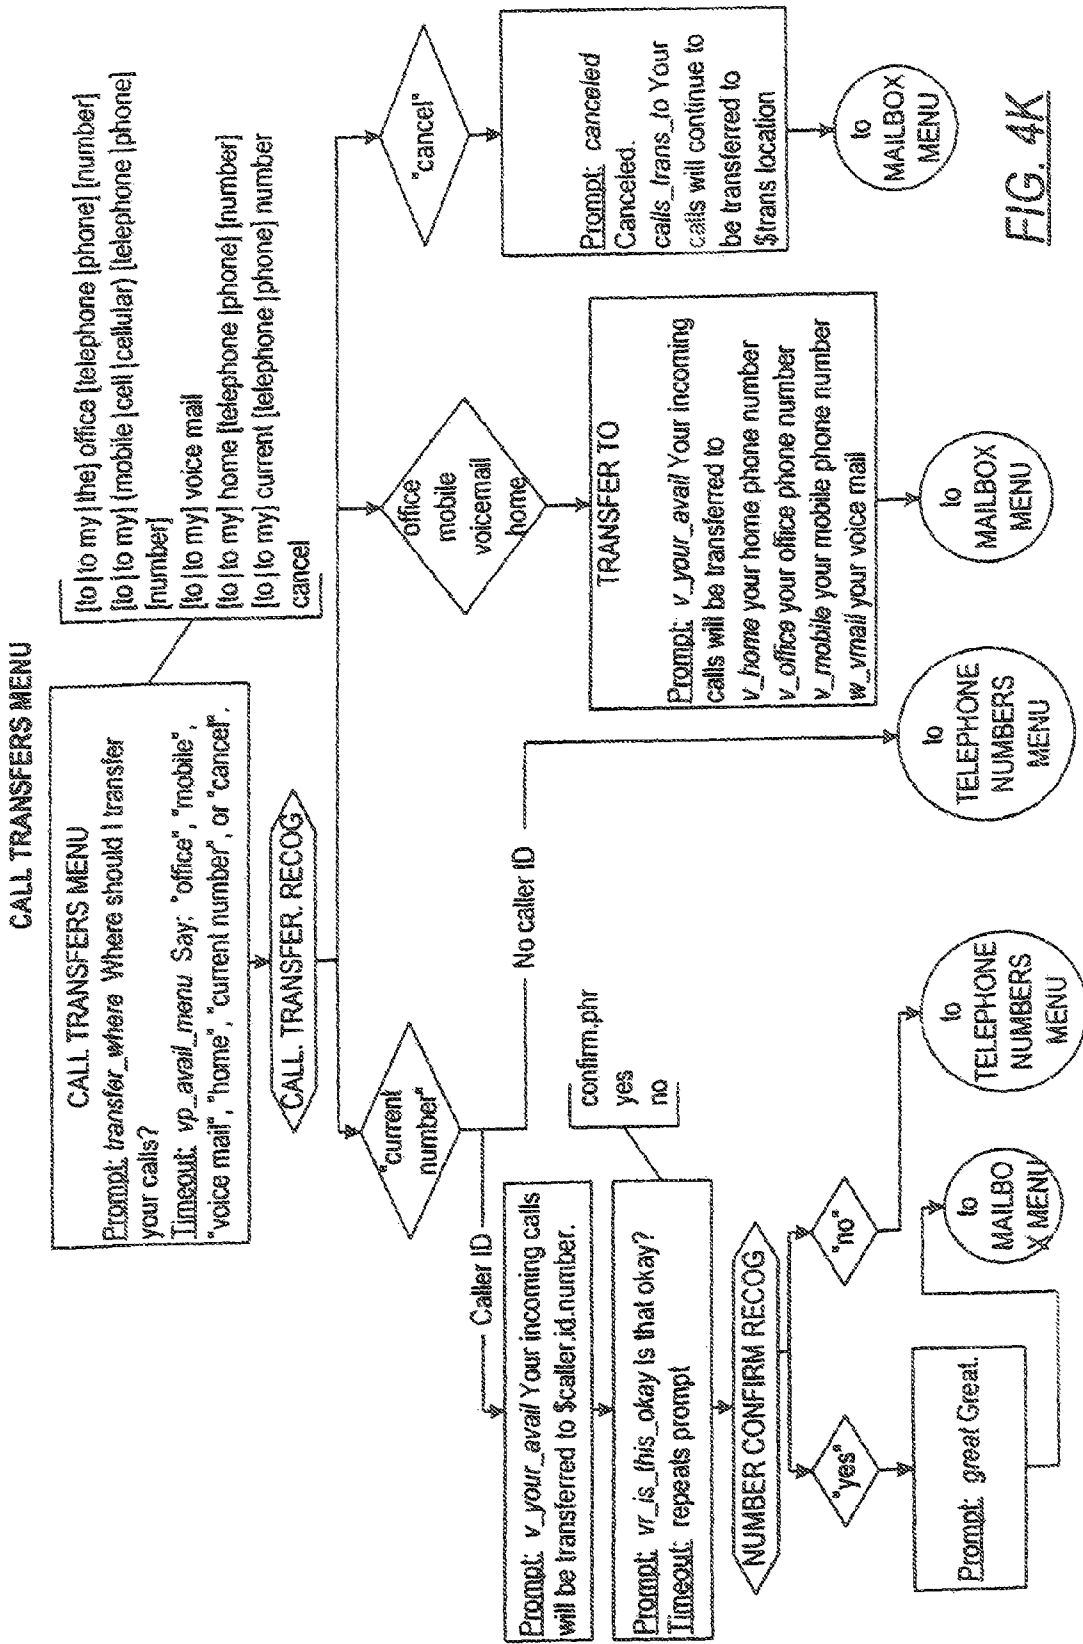 CALL TRANSFERS MENU
CALL TRANSFERS MENU
Prompt: transfer_where Where should I transfer
your calls?
Timeout: vp_avail_menu Say: "office", "mobile",
"voice mail", "home", "current number", or "cancel".
[to|to my|the] office [telephone|phone] [number]
[to|to my] (mobile|cell|cellular) [telephone|phone]
[number]
[to|to my] voice mail
[to|to my] home [telephone|phone] [number]
[to|to my] current [telephone|phone] number
cancel
CALL. TRANSFER. RECOG
"current
number"
office
mobile
voicemail
home
"cancel"
Caller ID
No caller ID
Prompt: v_your_avail Your incoming calls
will be transferred to $caller.id.number.
Prompt: vr_is_this_okay Is that okay?
Timeout: repeats prompt
confirm.phr
yes
no
NUMBER CONFIRM RECOG
"yes"
"no"
Prompt: great Great.
to
MAILBO
X MENU
to
TELEPHONE
NUMBERS
MENU
to
TELEPHONE
NUMBERS
MENU
TRANSFER TO
Prompt: v_your_avail Your incoming
calls will be transferred to
v_home your home phone number
v_office your office phone number
v_mobile your mobile phone number
w_vmail your voice mail
to
MAILBOX
MENU
Prompt: canceled
Canceled.
calls_trans_to Your
calls will continue to
be transferred to
$trans location
to
MAILBOX
MENU
FIG. 4K